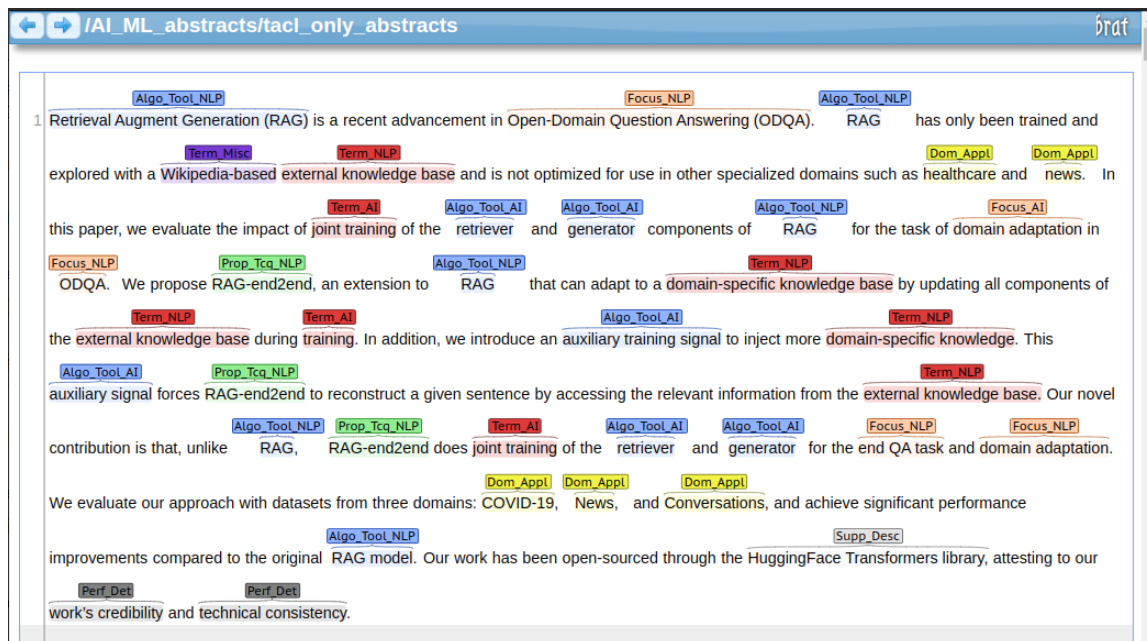 /AI_ML_abstracts/tacl_only_abstracts brat
Algo_Tool_NLP Focus_NLP Algo_Tool_NLP
1 Retrieval Augment Generation (RAG) is a recent advancement in Open-Domain Question Answering (ODQA). RAG has only been trained and
Term_Misc Term_NLP Dom_Appl Dom_Appl
explored with a Wikipedia-based external knowledge base and is not optimized for use in other specialized domains such as healthcare and news. In
Term_AI Algo_Tool_AI Algo_Tool_AI Algo_Tool_NLP Focus_AI
this paper, we evaluate the impact of joint training of the retriever and generator components of RAG for the task of domain adaptation in
Focus_NLP Prop_Tcq_NLP Algo_Tool_NLP Term_NLP
ODQA. We propose RAG-end2end, an extension to RAG that can adapt to a domain-specific knowledge base by updating all components of
Term_NLP Term_AI Algo_Tool_AI Term_NLP
the external knowledge base during training. In addition, we introduce an auxiliary training signal to inject more domain-specific knowledge. This
Algo_Tool_AI Prop_Tcq_NLP Term_NLP
auxiliary signal forces RAG-end2end to reconstruct a given sentence by accessing the relevant information from the external knowledge base. Our novel
Algo_Tool_NLP Prop_Tcq_NLP Term_AI Algo_Tool_AI Algo_Tool_AI Focus_NLP Focus_NLP
contribution is that, unlike RAG, RAG-end2end does joint training of the retriever and generator for the end QA task and domain adaptation.
Dom_Appl Dom_Appl Dom_Appl
We evaluate our approach with datasets from three domains: COVID-19, News, and Conversations, and achieve significant performance
Algo_Tool_NLP Supp_Desc
improvements compared to the original RAG model. Our work has been open-sourced through the HuggingFace Transformers library, attesting to our
Perf_Det Perf_Det
work's credibility and technical consistency.